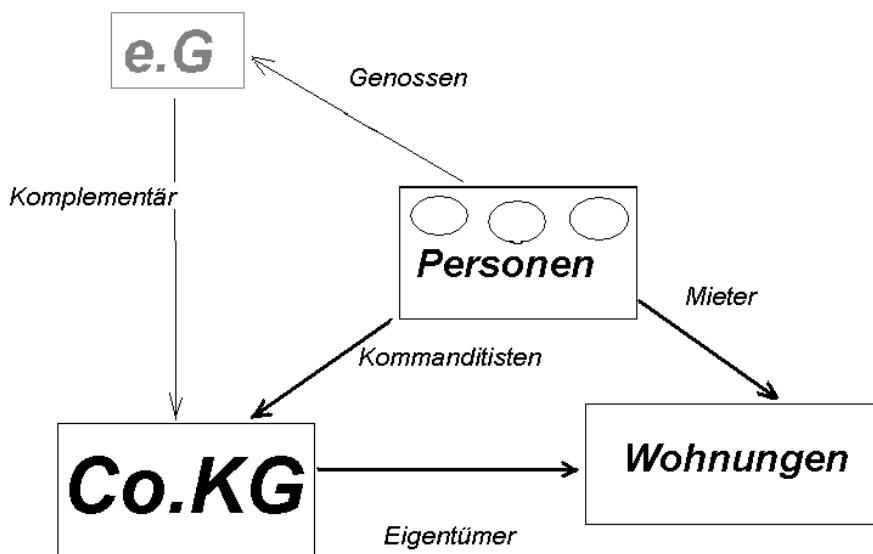 e.G
Genossen
Komplementär
Personen
Mieter
Kommanditisten
Co.KG
Wohnungen
Eigentümer